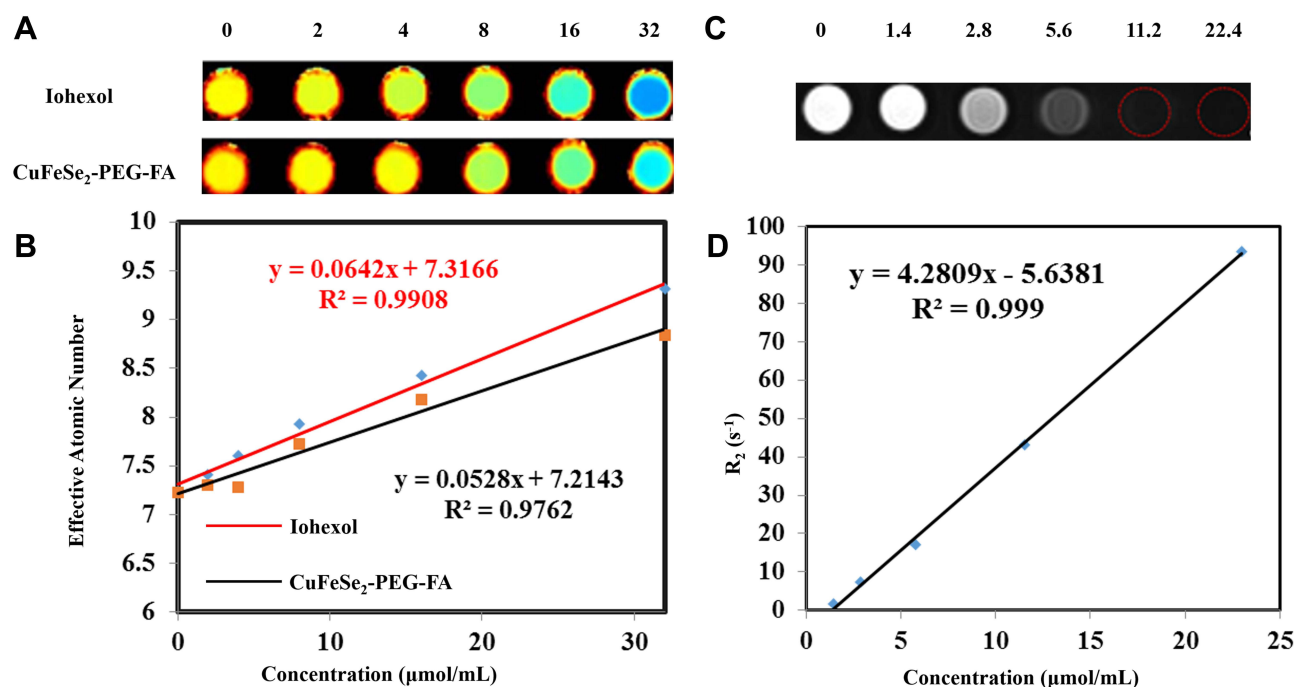 A
0 2 4 8 16 32
Iohexol
CuFeSe₂-PEG-FA
B
10
9.5
9
8.5
8
7.5
7
6.5
6
Effective Atomic Number
y = 0.0642x + 7.3166
R² = 0.9908
y = 0.0528x + 7.2143
R² = 0.9762
Iohexol
CuFeSe₂-PEG-FA
0 10 20 30
Concentration (μmol/mL)
C
0 1.4 2.8 5.6 11.2 22.4
D
100
90
80
70
60
50
40
30
20
10
0
R₂ (s⁻¹)
y = 4.2809x - 5.6381
R² = 0.999
0 5 10 15 20 25
Concentration (μmol/mL)